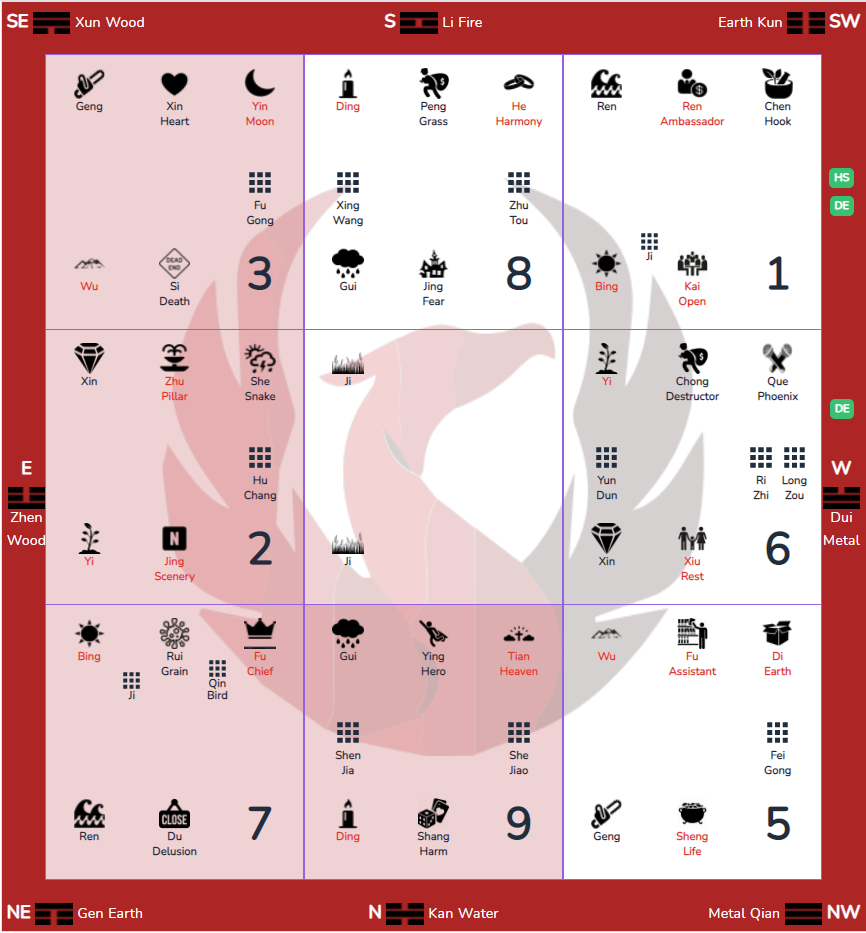 SE Xun Wood
S Li Fire
Earth Kun SW
Geng
Xin
Heart
Yin
Moon
Fu
Gong
Wu
DEAD
END
Si
Death
3
Ding
Peng
Grass
He
Harmony
Xing
Wang
Zhu
Tou
Gui
Jing
Fear
8
Ren
Ren
Ambassador
Chen
Hook
Ji
Bing
Kai
Open
1
HS
DE
E
Zhen
Wood
Xin
Zhu
Pillar
She
Snake
Hu
Chang
Yi
N
Jing
Scenery
2
Ji
Ji
Yi
Chong
Destructor
Que
Phoenix
Yun
Dun
Ri
Zhi
Long
Zou
Xin
Xiu
Rest
6
DE
W
Dui
Metal
Bing
Ji
Rui
Grain
Qin
Bird
Fu
Chief
Ren
CLOSE
Du
Delusion
7
Gui
Ying
Hero
Tian
Heaven
Shen
Jia
She
Jiao
Ding
Shang
Harm
9
Wu
Fu
Assistant
Di
Earth
Fei
Gong
Geng
Sheng
Life
5
NE Gen Earth
N Kan Water
Metal Qian NW